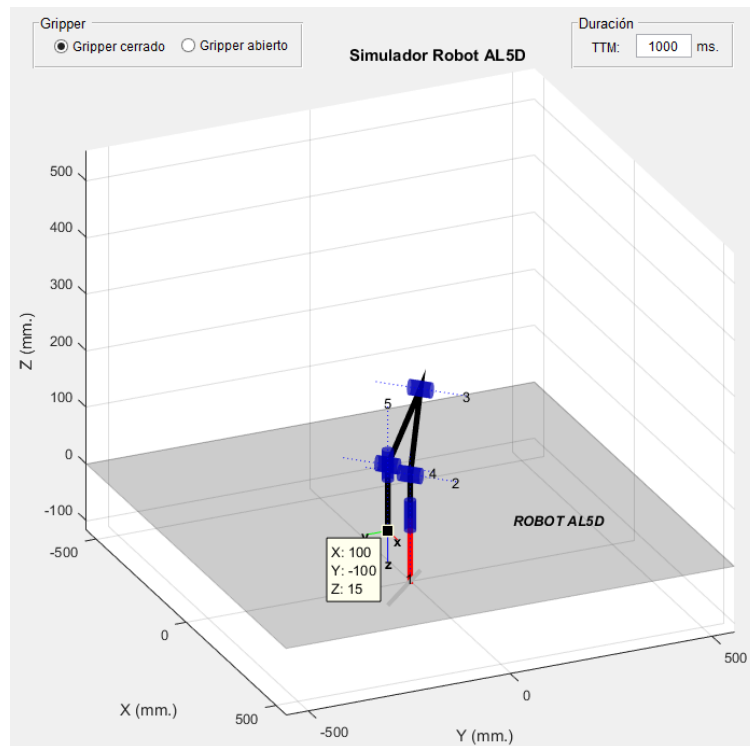 Gripper
Gripper cerrado
Gripper abierto
Duración
TTM: 1000 ms.
Simulador Robot AL5D
500
400
300
200
100
0
-100
Z (mm.)
5
3
4
2
ROBOT AL5D
y
x
z
X: 100
Y: -100
Z: 15
1
-500
0
500
X (mm.)
-500
0
500
Y (mm.)